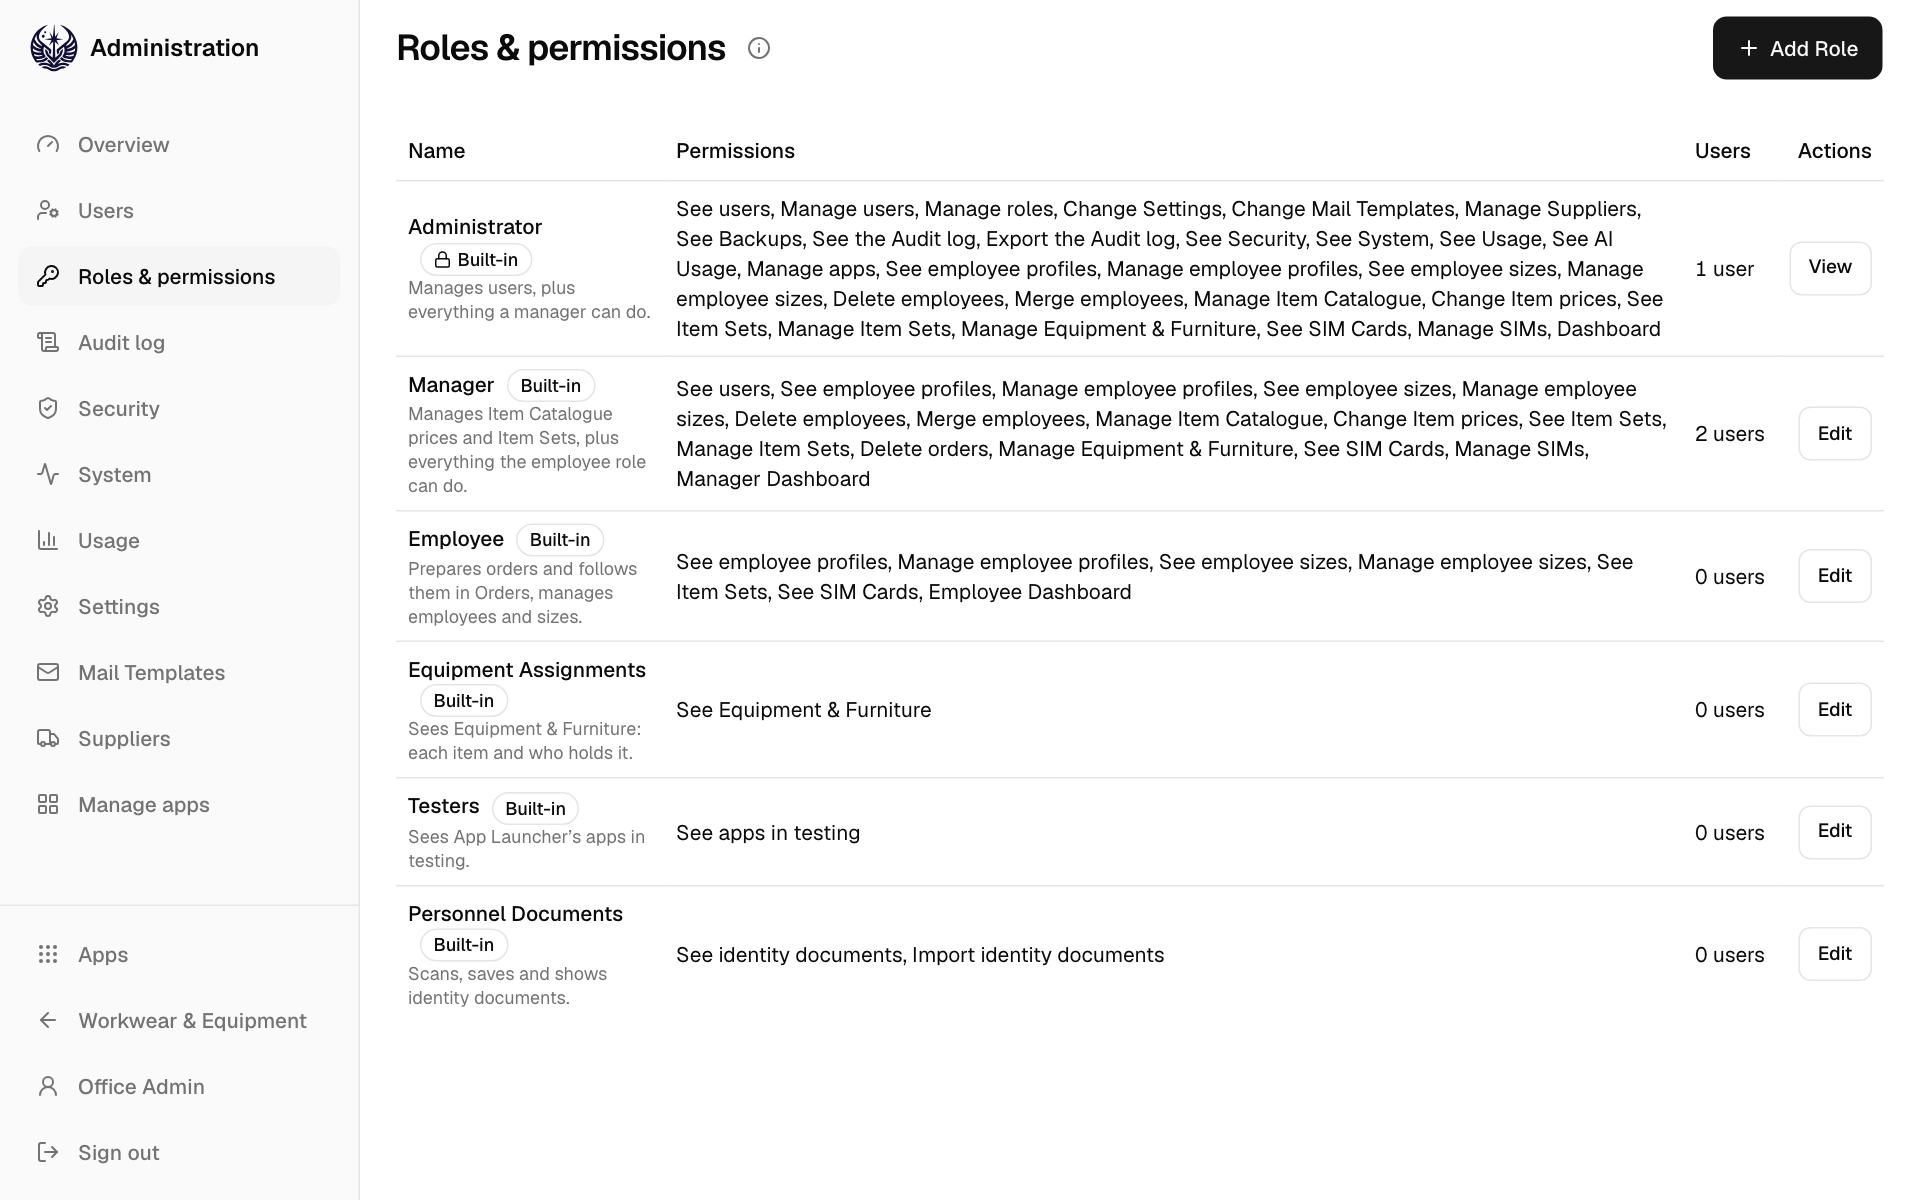 Administration
Overview
Users
Roles & permissions
Audit log
Security
System
Usage
Settings
Mail Templates
Suppliers
Manage apps
Apps
Workwear & Equipment
Office Admin
Sign out
Roles & permissions
Add Role
Name Permissions Users Actions
Administrator
Built-in
Manages users, plus
everything a manager can do.
See users, Manage users, Manage roles, Change Settings, Change Mail Templates, Manage Suppliers,
See Backups, See the Audit log, Export the Audit log, See Security, See System, See Usage, See AI
Usage, Manage apps, See employee profiles, Manage employee profiles, See employee sizes, Manage
employee sizes, Delete employees, Merge employees, Manage Item Catalogue, Change Item prices, See
Item Sets, Manage Item Sets, Manage Equipment & Furniture, See SIM Cards, Manage SIMs, Dashboard
1 user
View
Manager Built-in
Manages Item Catalogue
prices and Item Sets, plus
everything the employee role
can do.
See users, See employee profiles, Manage employee profiles, See employee sizes, Manage employee
sizes, Delete employees, Merge employees, Manage Item Catalogue, Change Item prices, See Item Sets,
Manage Item Sets, Delete orders, Manage Equipment & Furniture, See SIM Cards, Manage SIMs,
Manager Dashboard
2 users
Edit
Employee Built-in
Prepares orders and follows
them in Orders, manages
employees and sizes.
See employee profiles, Manage employee profiles, See employee sizes, Manage employee sizes, See
Item Sets, See SIM Cards, Employee Dashboard
0 users
Edit
Equipment Assignments
Built-in
Sees Equipment & Furniture:
each item and who holds it.
See Equipment & Furniture
0 users
Edit
Testers Built-in
Sees App Launcher’s apps in
testing.
See apps in testing
0 users
Edit
Personnel Documents
Built-in
Scans, saves and shows
identity documents.
See identity documents, Import identity documents
0 users
Edit